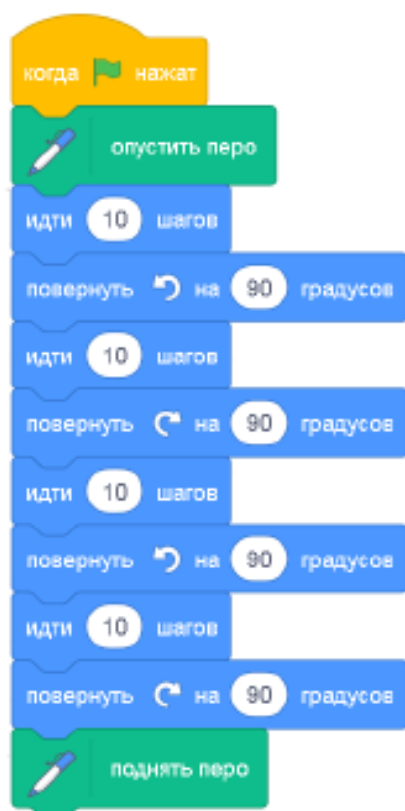 когда нажат
опустить перо
идти 10 шагов
повернуть на 90 градусов
идти 10 шагов
повернуть на 90 градусов
идти 10 шагов
повернуть на 90 градусов
идти 10 шагов
повернуть на 90 градусов
поднять перо